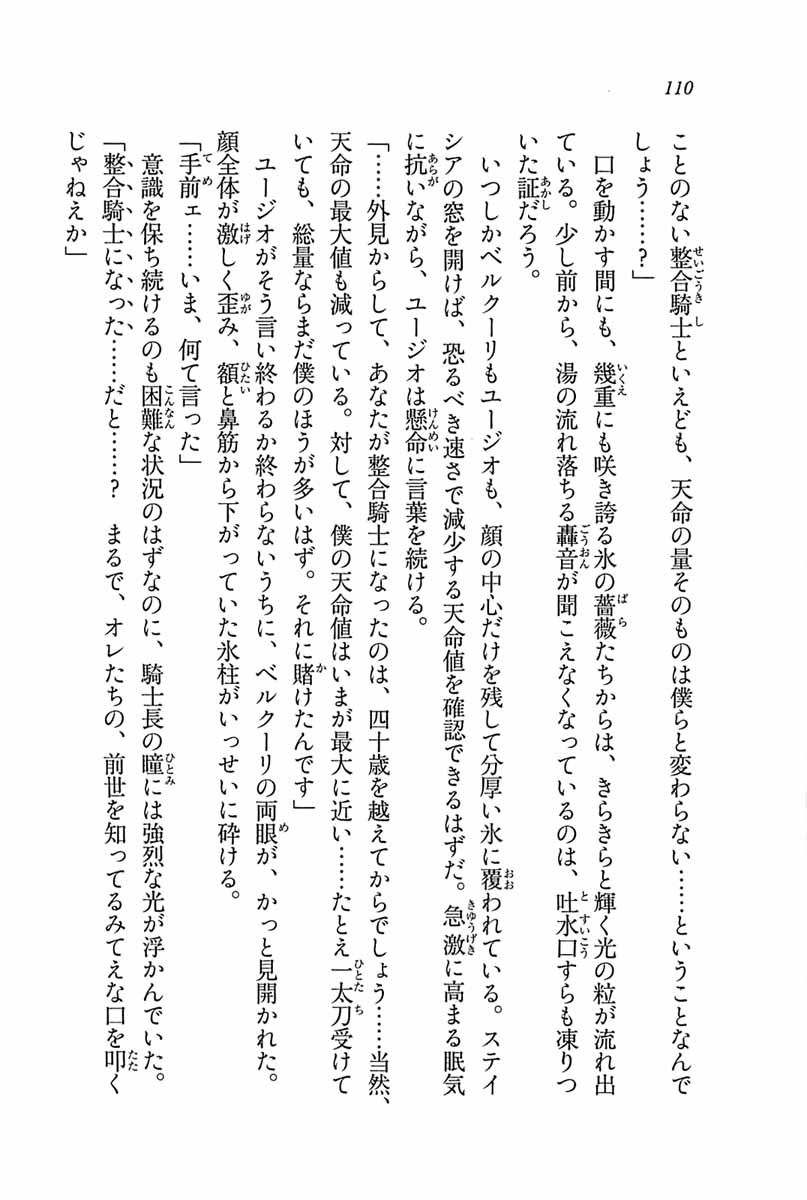 110
ことのない整合騎士といえども、天命の量そのものは僕らと変わらない……ということなんで
しょう……？」
　口を動かす間にも、幾重にも咲き誇る氷の薔薇たちからは、きらきらと輝く光の粒が流れ出
ている。少し前から、湯の流れ落ちる轟音が聞こえなくなっているのは、吐水口すらも凍りつ
いた証だろう。
　いつしかベルクーリもユージオも、顔の中心だけを残して分厚い氷に覆われている。ステイ
シアの窓を開けば、恐るべき速さで減少する天命値を確認できるはずだ。急激に高まる眠気
に抗いながら、ユージオは懸命に言葉を続ける。
「……外見からして、あなたが整合騎士になったのは、四十歳を越えてからでしょう……当然、
天命の最大値も減っている。対して、僕の天命値はいまが最大に近い……たとえ一太刀受けて
いても、総量ならまだ僕のほうが多いはず。それに賭けたんです」
　ユージオがそう言い終わるか終わらないうちに、ベルクーリの両眼が、かっと見開かれた。
顔全体が激しく歪み、額と鼻筋から下がっていた氷柱がいっせいに砕ける。
「手前ェ……いま、何て言った」
　意識を保ち続けるのも困難な状況のはずなのに、騎士長の瞳には強烈な光が浮かんでいた。
「整合騎士になった……だと……？　まるで、オレたちの、前世を知ってるみてえな口を叩く
じゃねえか」